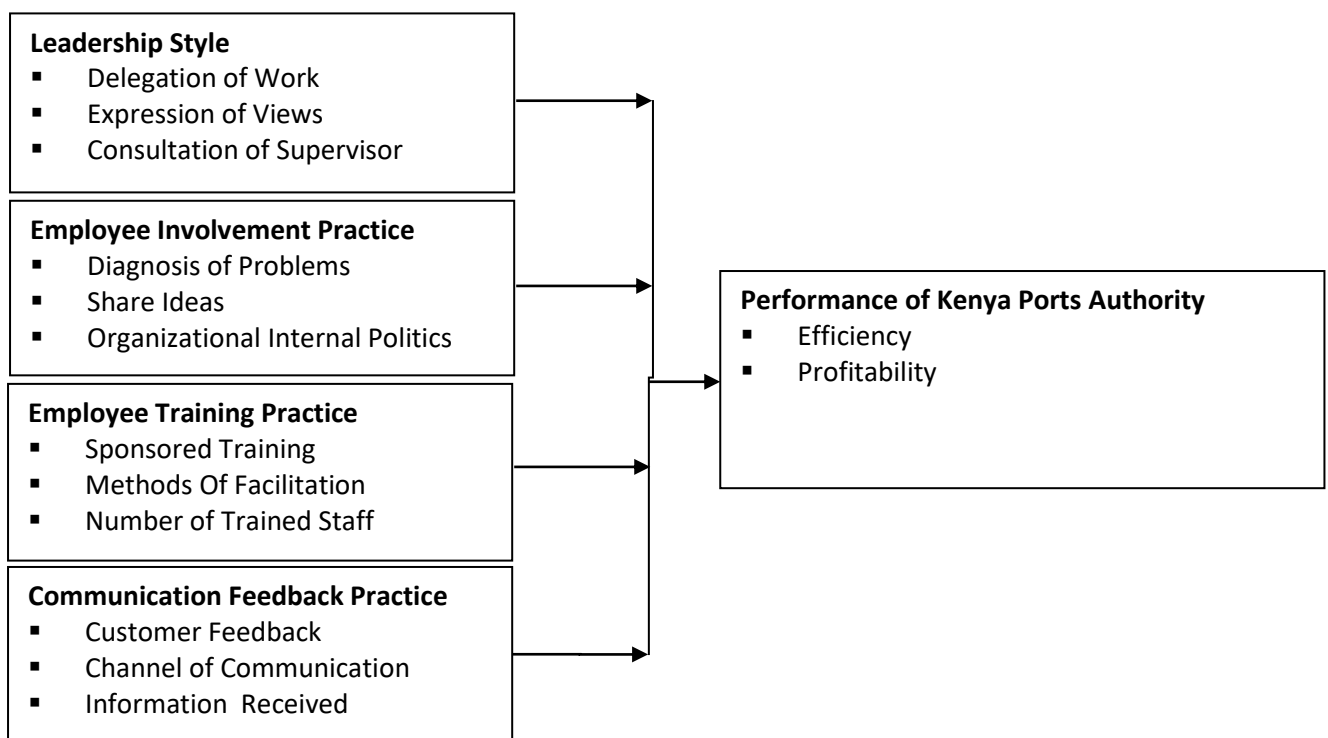 Leadership Style
▪ Delegation of Work
▪ Expression of Views
▪ Consultation of Supervisor
Employee Involvement Practice
▪ Diagnosis of Problems
▪ Share Ideas
▪ Organizational Internal Politics
Employee Training Practice
▪ Sponsored Training
▪ Methods Of Facilitation
▪ Number of Trained Staff
Communication Feedback Practice
▪ Customer Feedback
▪ Channel of Communication
▪ Information Received
Performance of Kenya Ports Authority
▪ Efficiency
▪ Profitability